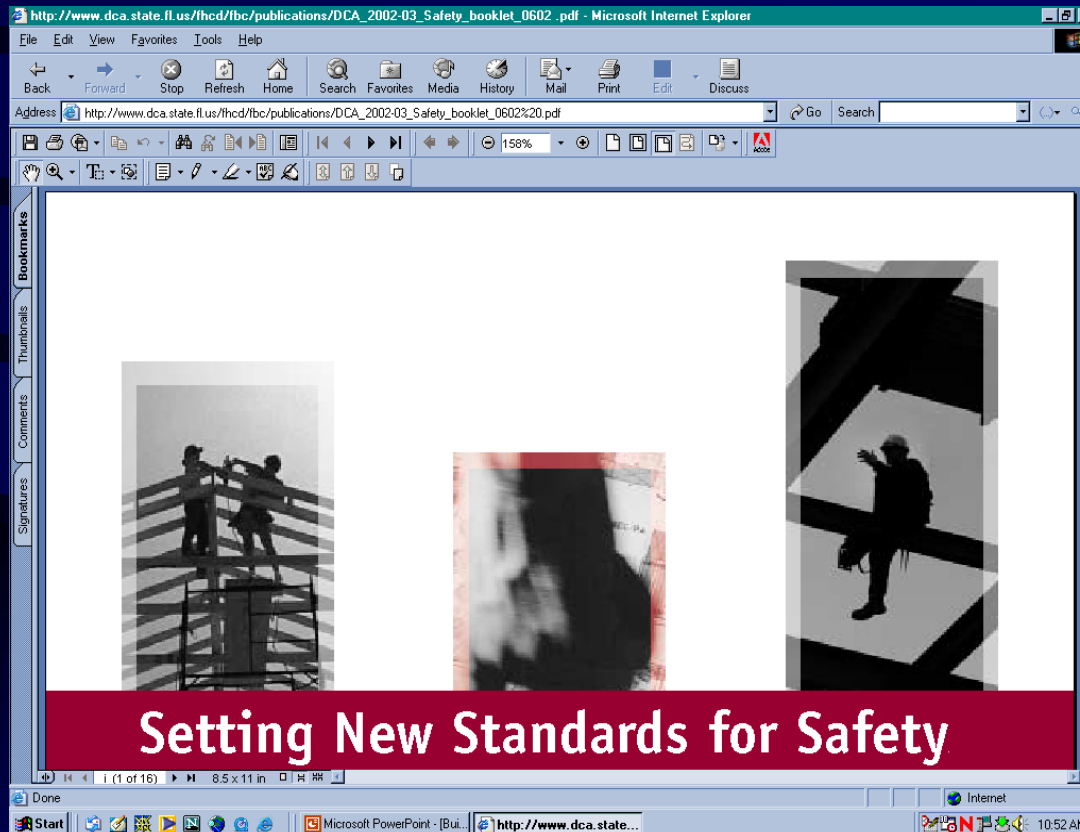 http://www.dca.state.fl.us/fhcd/fbc/publications/DCA_2002-03_Safety_booklet_0602 .pdf - Microsoft Internet Explorer
File Edit View Favorites Tools Help
Back Forward Stop Refresh Home Search Favorites Media History Mail Print Edit Discuss
Address http://www.dca.state.fl.us/fhcd/fbc/publications/DCA_2002-03_Safety_booklet_0602%20.pdf Go Search
158% Adobe
Bookmarks
Thumbnails
Comments
Signatures
Setting New Standards for Safety
i (1 of 16) 8.5 x 11 in
Done Internet
Start Microsoft PowerPoint - [Bui... http://www.dca.state... 10:52 AM